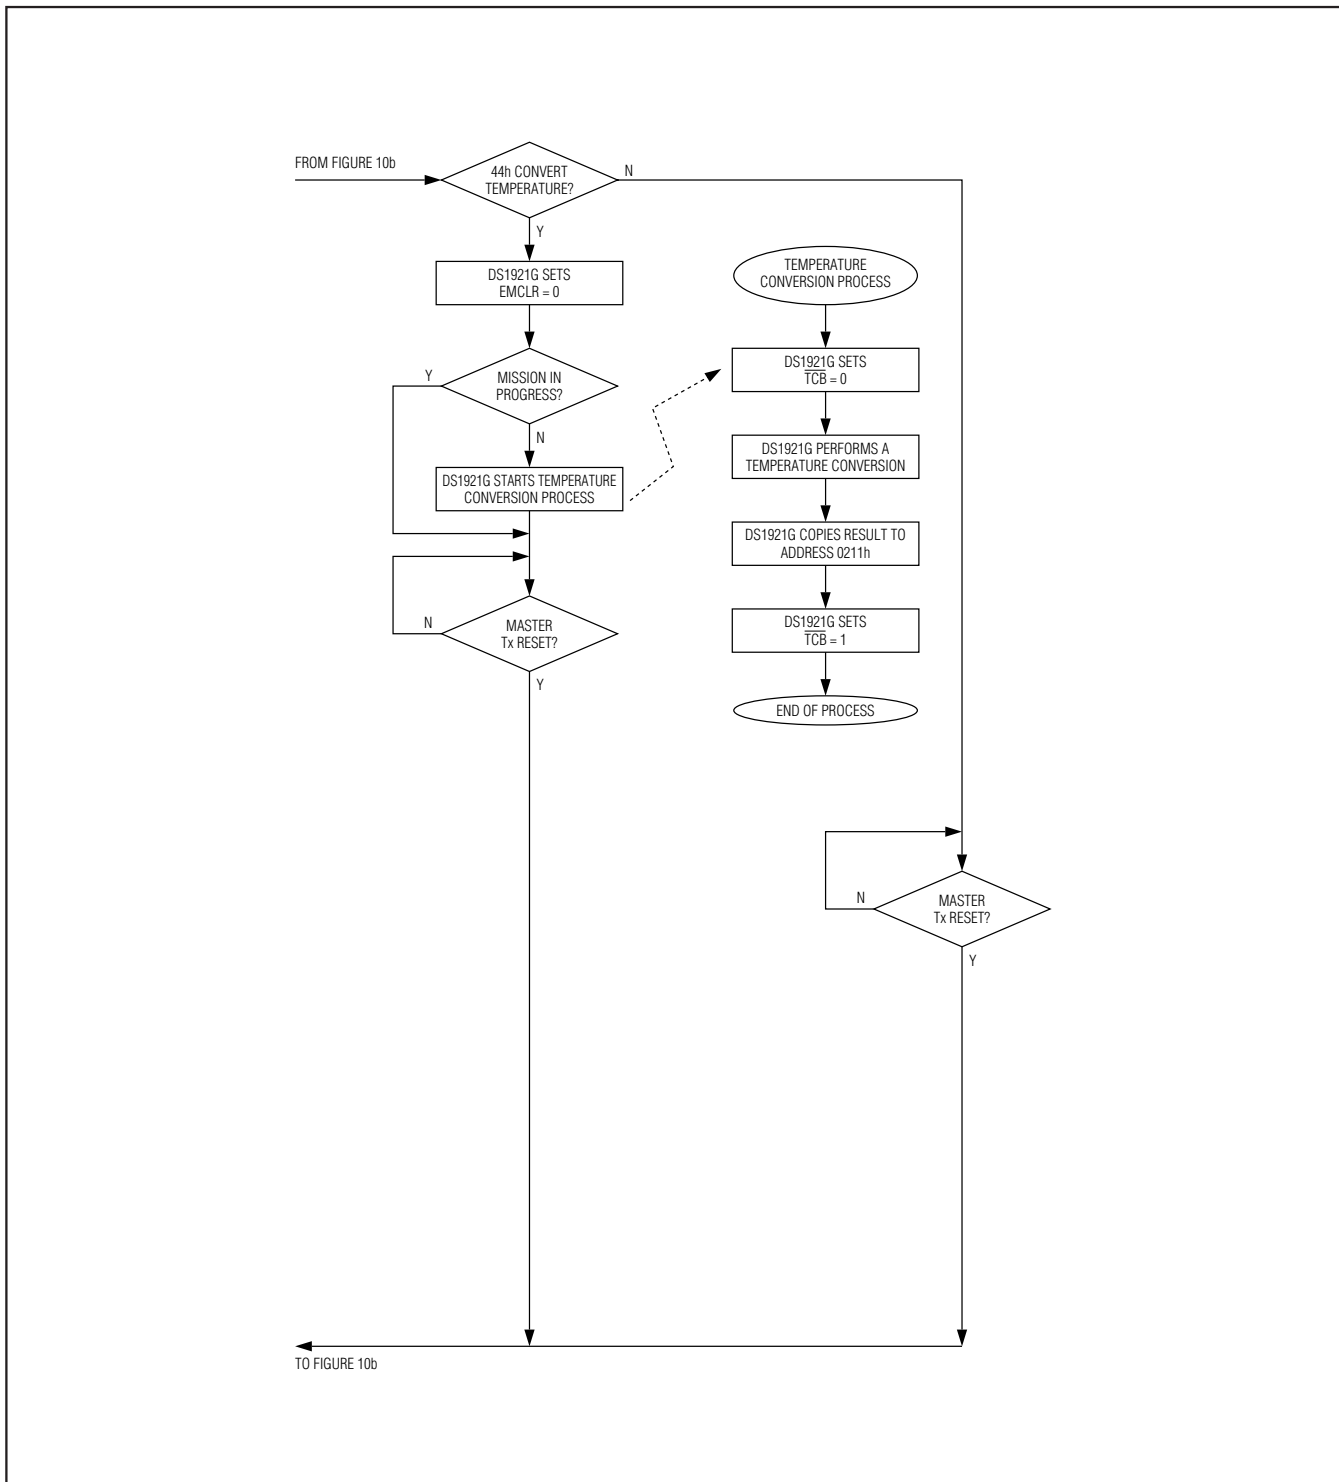 FROM FIGURE 10b
44h CONVERT
TEMPERATURE?
N
Y
DS1921G SETS
EMCLR = 0
MISSION IN
PROGRESS?
Y
N
DS1921G STARTS TEMPERATURE
CONVERSION PROCESS
MASTER
Tx RESET?
N
Y
TEMPERATURE
CONVERSION PROCESS
DS1921G SETS
T̅C̅B̅ = 0
DS1921G PERFORMS A
TEMPERATURE CONVERSION
DS1921G COPIES RESULT TO
ADDRESS 0211h
DS1921G SETS
T̅C̅B̅ = 1
END OF PROCESS
N
MASTER
Tx RESET?
Y
TO FIGURE 10b